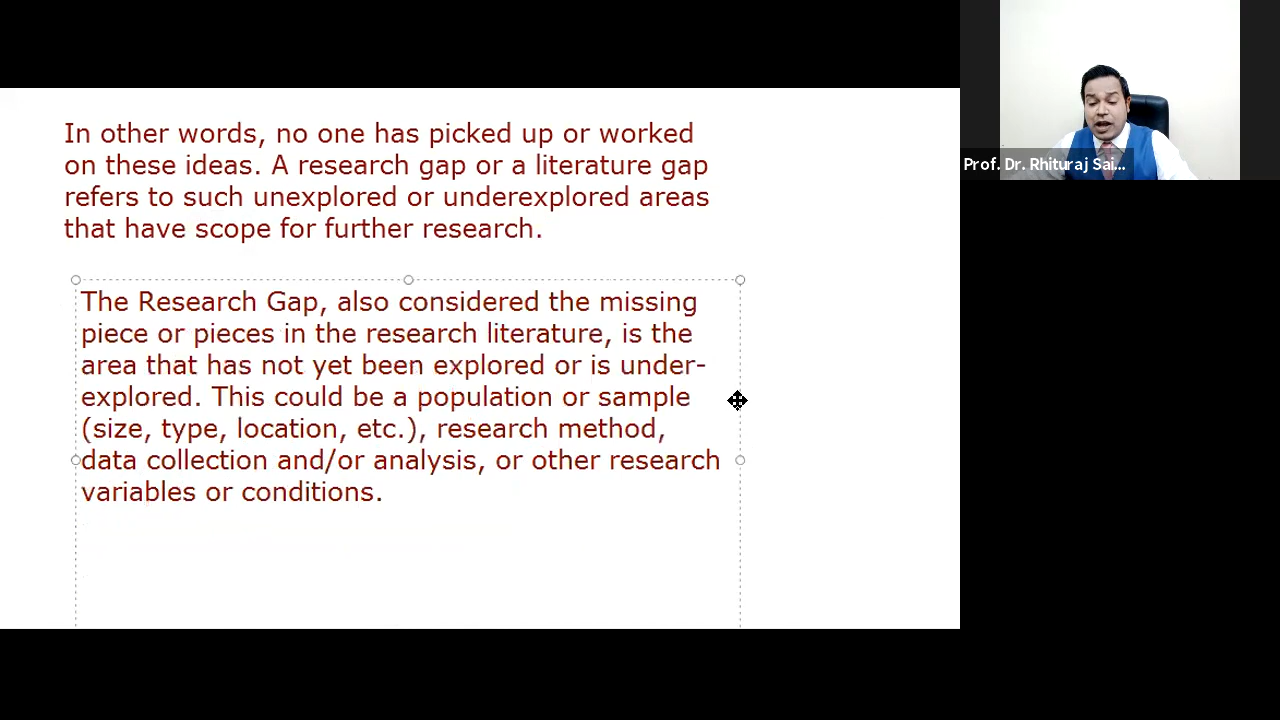 In other words, no one has picked up or worked
on these ideas. A research gap or a literature gap
refers to such unexplored or underexplored areas
that have scope for further research.
The Research Gap, also considered the missing
piece or pieces in the research literature, is the
area that has not yet been explored or is under-
explored. This could be a population or sample
(size, type, location, etc.), research method,
data collection and/or analysis, or other research
variables or conditions.
Prof. Dr. Rhituraj Sai...